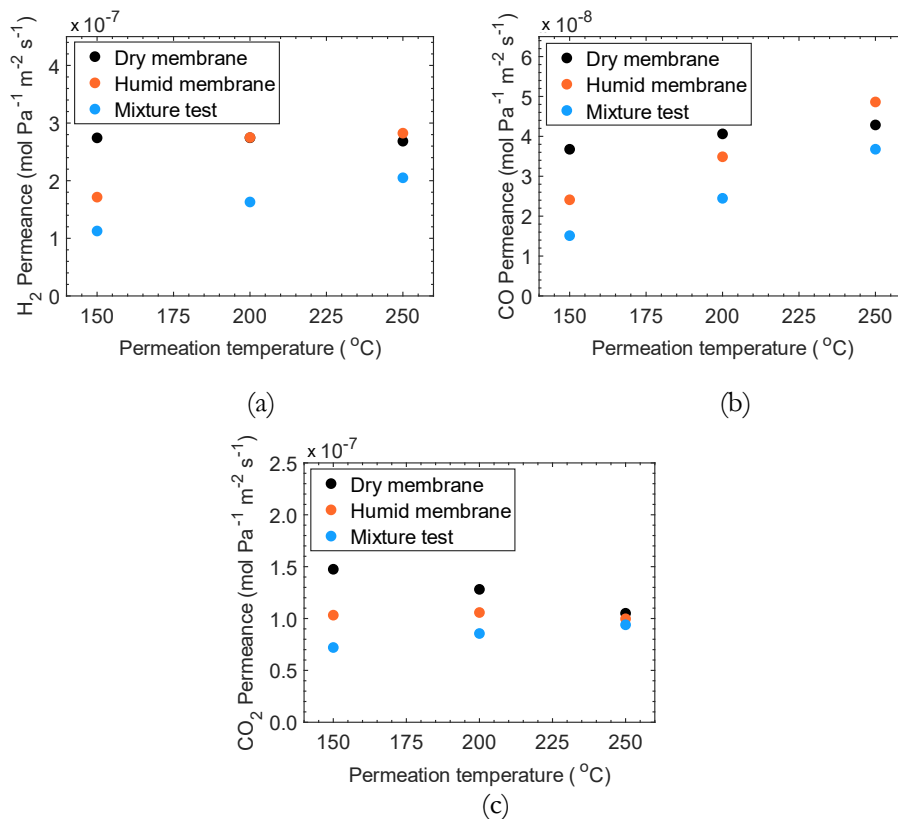 x 10⁻⁷
H₂ Permeance (mol Pa⁻¹ m⁻² s⁻¹)
4
3
2
1
0
Dry membrane
Humid membrane
Mixture test
150 175 200 225 250
Permeation temperature ( °C)
(a)
x 10⁻⁸
CO Permeance (mol Pa⁻¹ m⁻² s⁻¹)
6
5
4
3
2
1
0
Dry membrane
Humid membrane
Mixture test
150 175 200 225 250
Permeation temperature ( °C)
(b)
x 10⁻⁷
CO₂ Permeance (mol Pa⁻¹ m⁻² s⁻¹)
2.5
2.0
1.5
1.0
0.5
0.0
Dry membrane
Humid membrane
Mixture test
150 175 200 225 250
Permeation temperature ( °C)
(c)